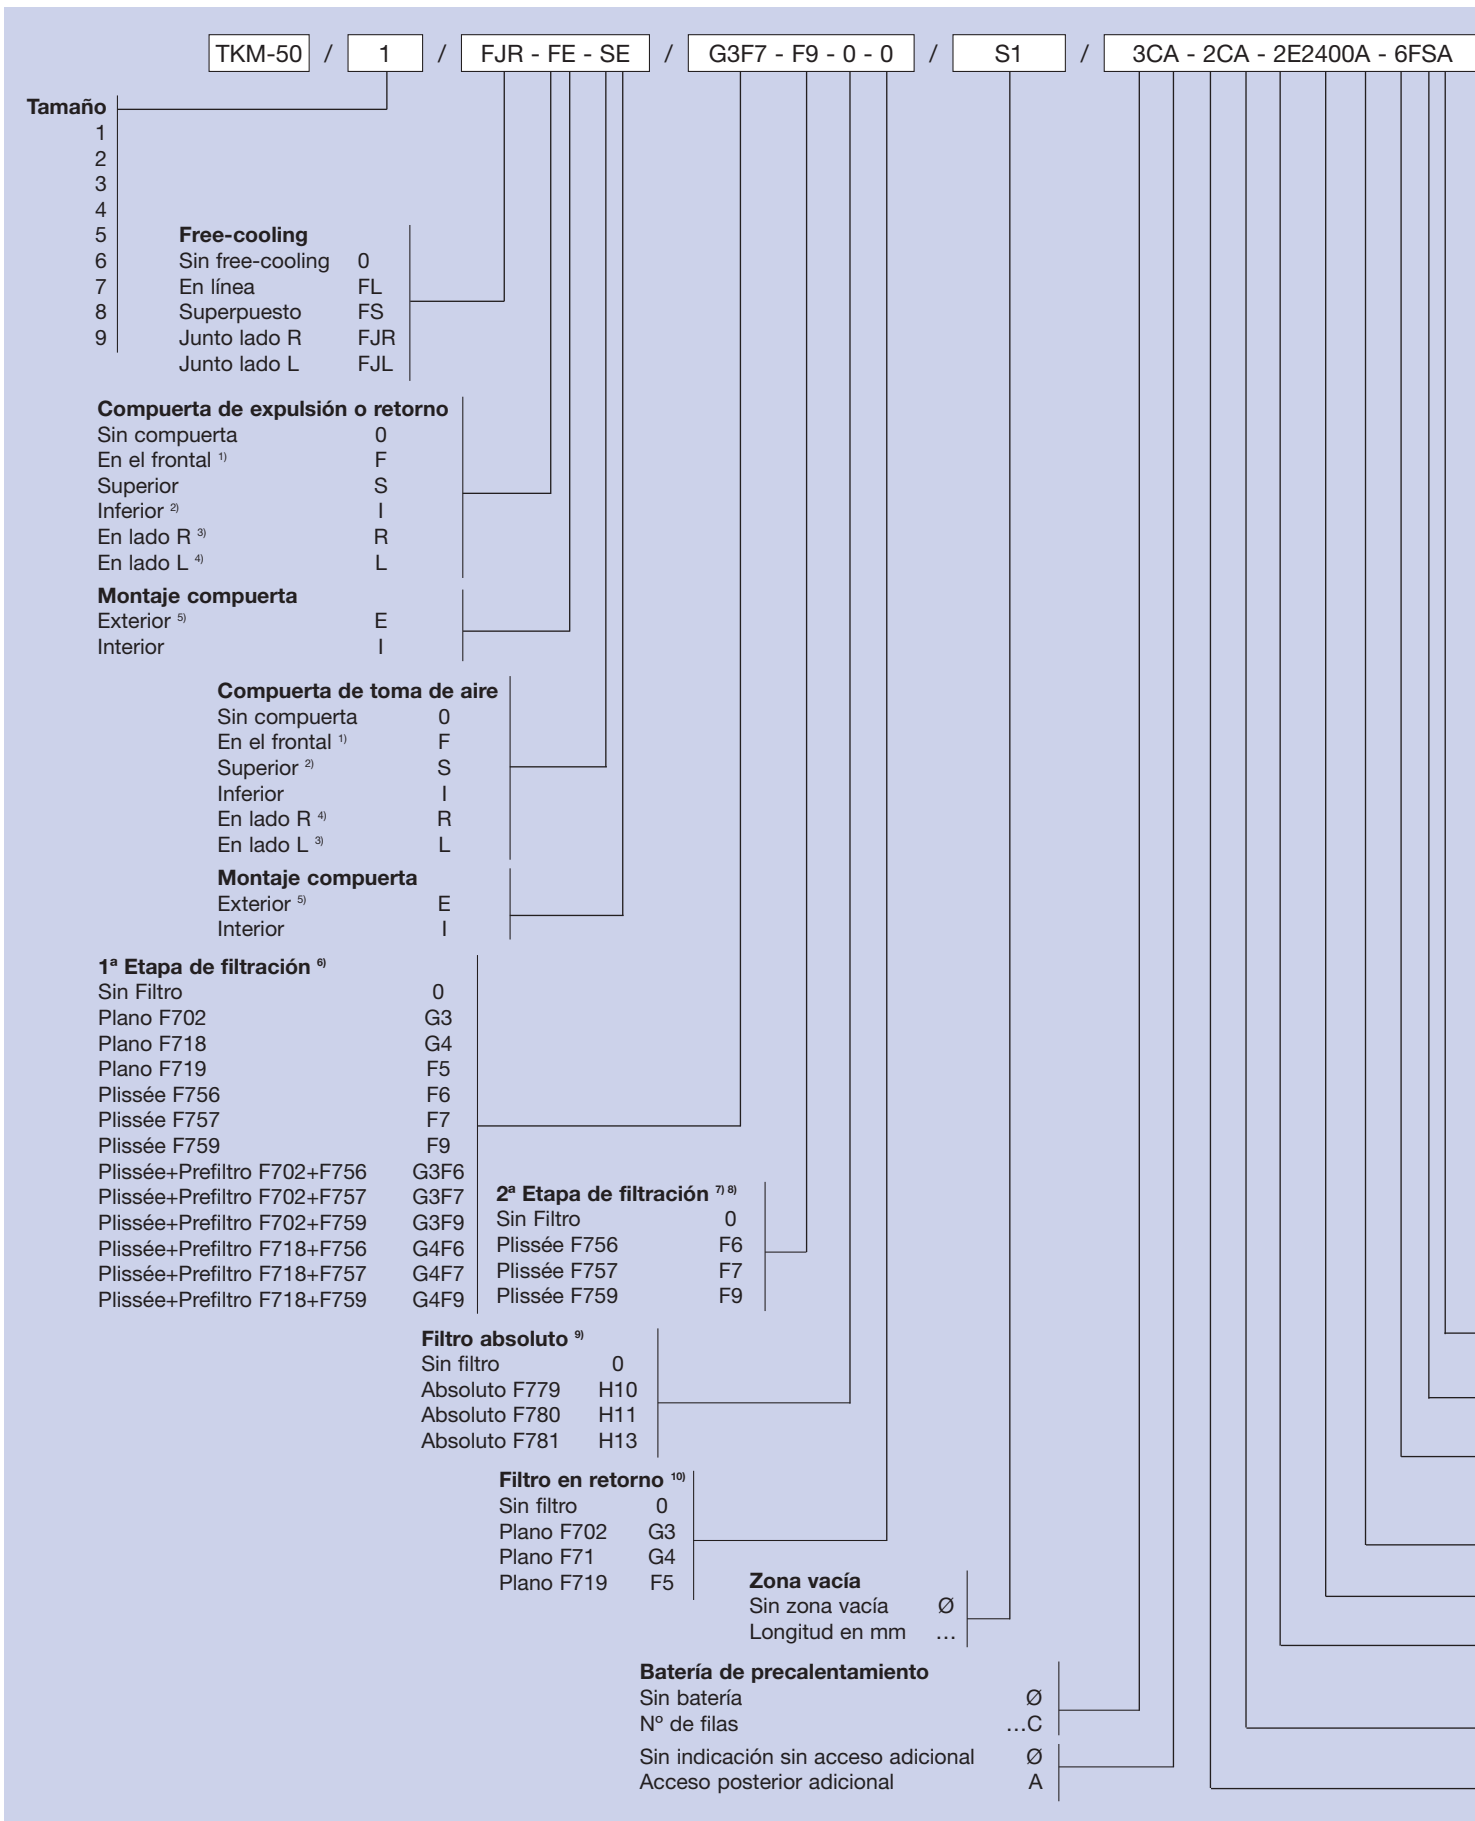 TKM-50 / 1 / FJR - FE - SE / G3F7 - F9 - 0 - 0 / S1 / 3CA - 2CA - 2E2400A - 6FSA
Tamaño
1
2
3
4
5
6
7
8
9
Free-cooling
Sin free-cooling 0
En línea FL
Superpuesto FS
Junto lado R FJR
Junto lado L FJL
Compuerta de expulsión o retorno
Sin compuerta 0
En el frontal 1) F
Superior S
Inferior 2) I
En lado R 3) R
En lado L 4) L
Montaje compuerta
Exterior 5) E
Interior I
Compuerta de toma de aire
Sin compuerta 0
En el frontal 1) F
Superior 2) S
Inferior I
En lado R 4) R
En lado L 3) L
Montaje compuerta
Exterior 5) E
Interior I
1ª Etapa de filtración 6)
Sin Filtro 0
Plano F702 G3
Plano F718 G4
Plano F719 F5
Plissée F756 F6
Plissée F757 F7
Plissée F759 F9
Plissée+Prefiltro F702+F756 G3F6
Plissée+Prefiltro F702+F757 G3F7
Plissée+Prefiltro F702+F759 G3F9
Plissée+Prefiltro F718+F756 G4F6
Plissée+Prefiltro F718+F757 G4F7
Plissée+Prefiltro F718+F759 G4F9
2ª Etapa de filtración 7) 8)
Sin Filtro 0
Plissée F756 F6
Plissée F757 F7
Plissée F759 F9
Filtro absoluto 9)
Sin filtro 0
Absoluto F779 H10
Absoluto F780 H11
Absoluto F781 H13
Filtro en retorno 10)
Sin filtro 0
Plano F702 G3
Plano F71 G4
Plano F719 F5
Zona vacía
Sin zona vacía Ø
Longitud en mm …
Batería de precalentamiento
Sin batería Ø
Nº de filas …C
Sin indicación sin acceso adicional Ø
Acceso posterior adicional A